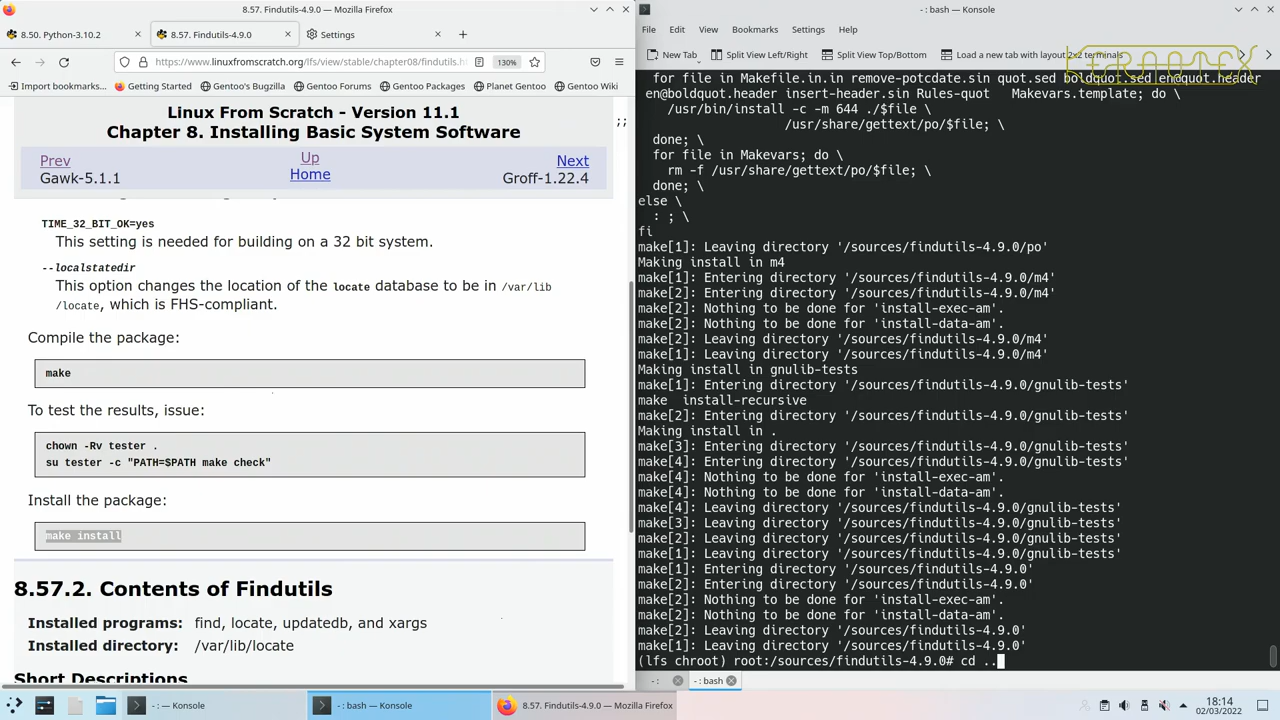 8.57. Findutils-4.9.0 — Mozilla Firefox
8.50. Python-3.10.2
8.57. Findutils-4.9.0
Settings
https://www.linuxfromscratch.org/lfs/view/stable/chapter08/findutils.h
130%
Import bookmarks...
Getting Started
Gentoo's Bugzilla
Gentoo Forums
Gentoo Packages
Planet Gentoo
Gentoo Wiki
Linux From Scratch - Version 11.1
Chapter 8. Installing Basic System Software
;;
Prev
Up
Next
Gawk-5.1.1
Home
Groff-1.22.4
TIME_32_BIT_OK=yes
This setting is needed for building on a 32 bit system.
--localstatedir
This option changes the location of the locate database to be in /var/lib
/locate, which is FHS-compliant.
Compile the package:
make
To test the results, issue:
chown -Rv tester .
su tester -c "PATH=$PATH make check"
Install the package:
make install
8.57.2. Contents of Findutils
Installed programs: find, locate, updatedb, and xargs
Installed directory: /var/lib/locate
Short Descriptions
- : bash — Konsole
File Edit View Bookmarks Settings Help
New Tab
Split View Left/Right
Split View Top/Bottom
Load a new tab with layout 2x2 terminals
for file in Makefile.in.in remove-potcdate.sin quot.sed boldquot.sed en@quot.header
en@boldquot.header insert-header.sin Rules-quot   Makevars.template; do \
/usr/bin/install -c -m 644 ./$file \
/usr/share/gettext/po/$file; \
done; \
for file in Makevars; do \
rm -f /usr/share/gettext/po/$file; \
done; \
else \
: ; \
fi
make[1]: Leaving directory '/sources/findutils-4.9.0/po'
Making install in m4
make[1]: Entering directory '/sources/findutils-4.9.0/m4'
make[2]: Entering directory '/sources/findutils-4.9.0/m4'
make[2]: Nothing to be done for 'install-exec-am'.
make[2]: Nothing to be done for 'install-data-am'.
make[2]: Leaving directory '/sources/findutils-4.9.0/m4'
make[1]: Leaving directory '/sources/findutils-4.9.0/m4'
Making install in gnulib-tests
make[1]: Entering directory '/sources/findutils-4.9.0/gnulib-tests'
make  install-recursive
make[2]: Entering directory '/sources/findutils-4.9.0/gnulib-tests'
Making install in .
make[3]: Entering directory '/sources/findutils-4.9.0/gnulib-tests'
make[4]: Entering directory '/sources/findutils-4.9.0/gnulib-tests'
make[4]: Nothing to be done for 'install-exec-am'.
make[4]: Nothing to be done for 'install-data-am'.
make[4]: Leaving directory '/sources/findutils-4.9.0/gnulib-tests'
make[3]: Leaving directory '/sources/findutils-4.9.0/gnulib-tests'
make[2]: Leaving directory '/sources/findutils-4.9.0/gnulib-tests'
make[1]: Leaving directory '/sources/findutils-4.9.0/gnulib-tests'
make[1]: Entering directory '/sources/findutils-4.9.0'
make[2]: Entering directory '/sources/findutils-4.9.0'
make[2]: Nothing to be done for 'install-exec-am'.
make[2]: Nothing to be done for 'install-data-am'.
make[2]: Leaving directory '/sources/findutils-4.9.0'
make[1]: Leaving directory '/sources/findutils-4.9.0'
(lfs chroot) root:/sources/findutils-4.9.0# cd ..
- :
- : bash
- : — Konsole
- : bash — Konsole
8.57. Findutils-4.9.0 — Mozilla Firefox
18:14
02/03/2022